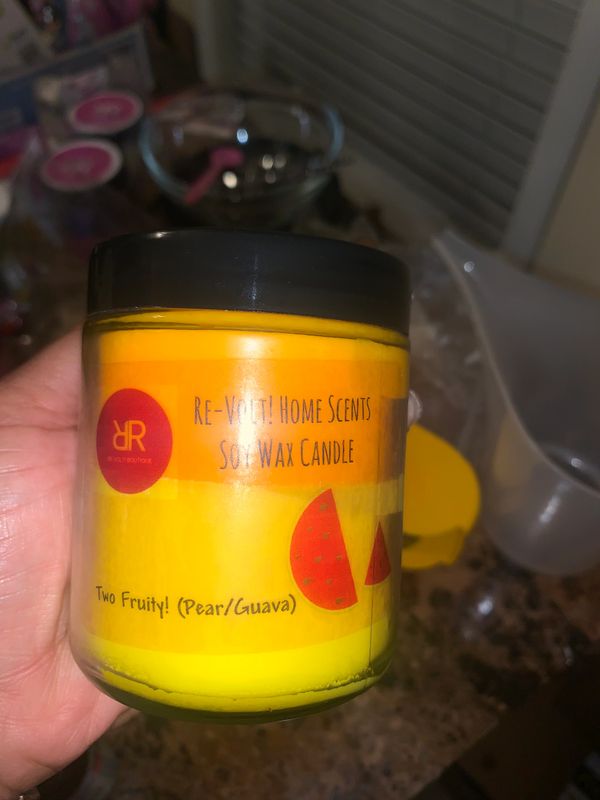 RE-VOLT! HOME SCENTS
SOY WAX CANDLE
RR
RE-VOLT! BOUTIQUE
Two Fruity! (Pear/Guava)